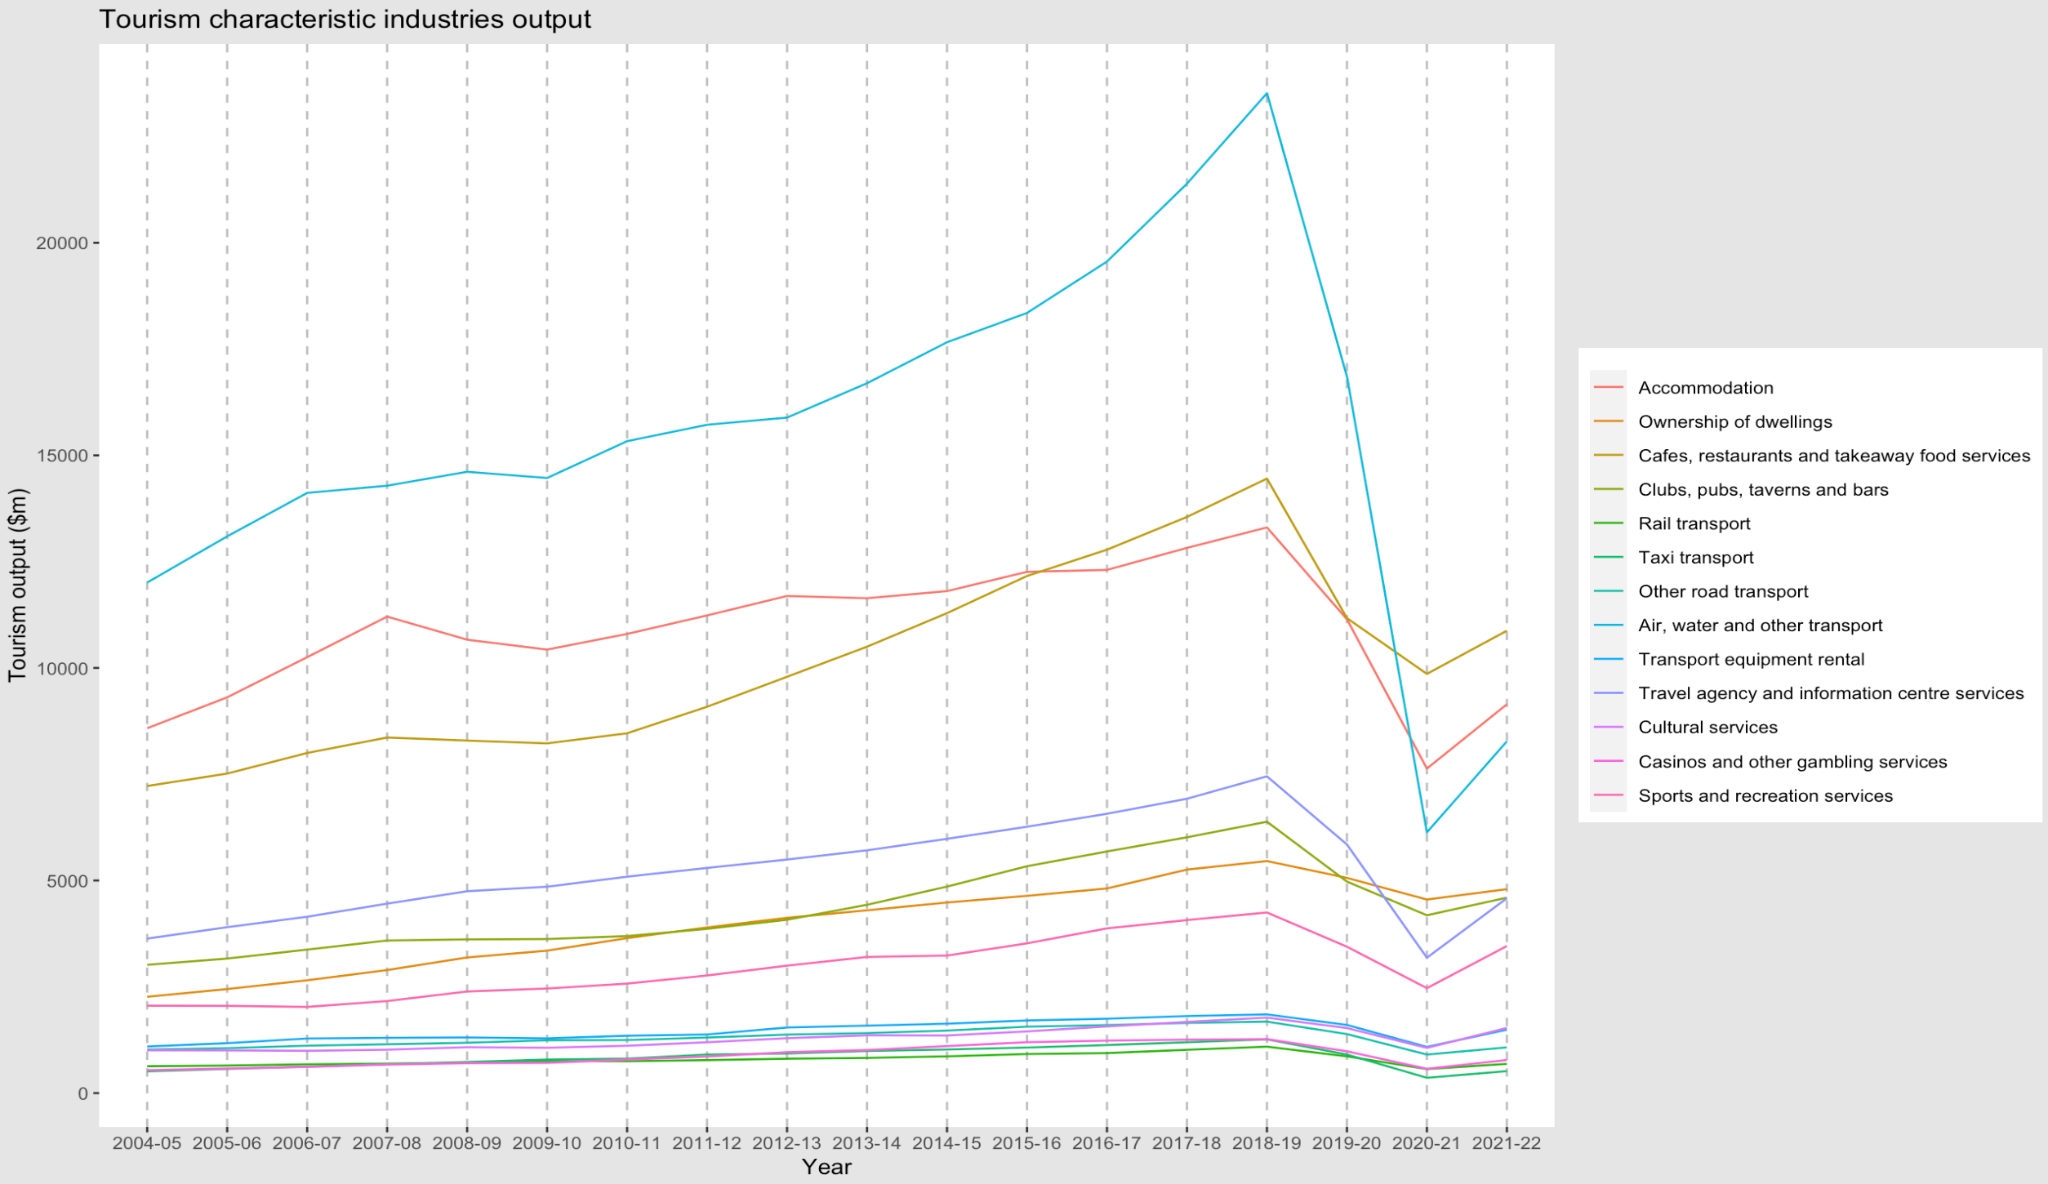 Tourism characteristic industries output
Tourism output ($m)
20000
15000
10000
5000
0
2004-05 2005-06 2006-07 2007-08 2008-09 2009-10 2010-11 2011-12 2012-13 2013-14 2014-15 2015-16 2016-17 2017-18 2018-19 2019-20 2020-21 2021-22
Year
Accommodation
Ownership of dwellings
Cafes, restaurants and takeaway food services
Clubs, pubs, taverns and bars
Rail transport
Taxi transport
Other road transport
Air, water and other transport
Transport equipment rental
Travel agency and information centre services
Cultural services
Casinos and other gambling services
Sports and recreation services